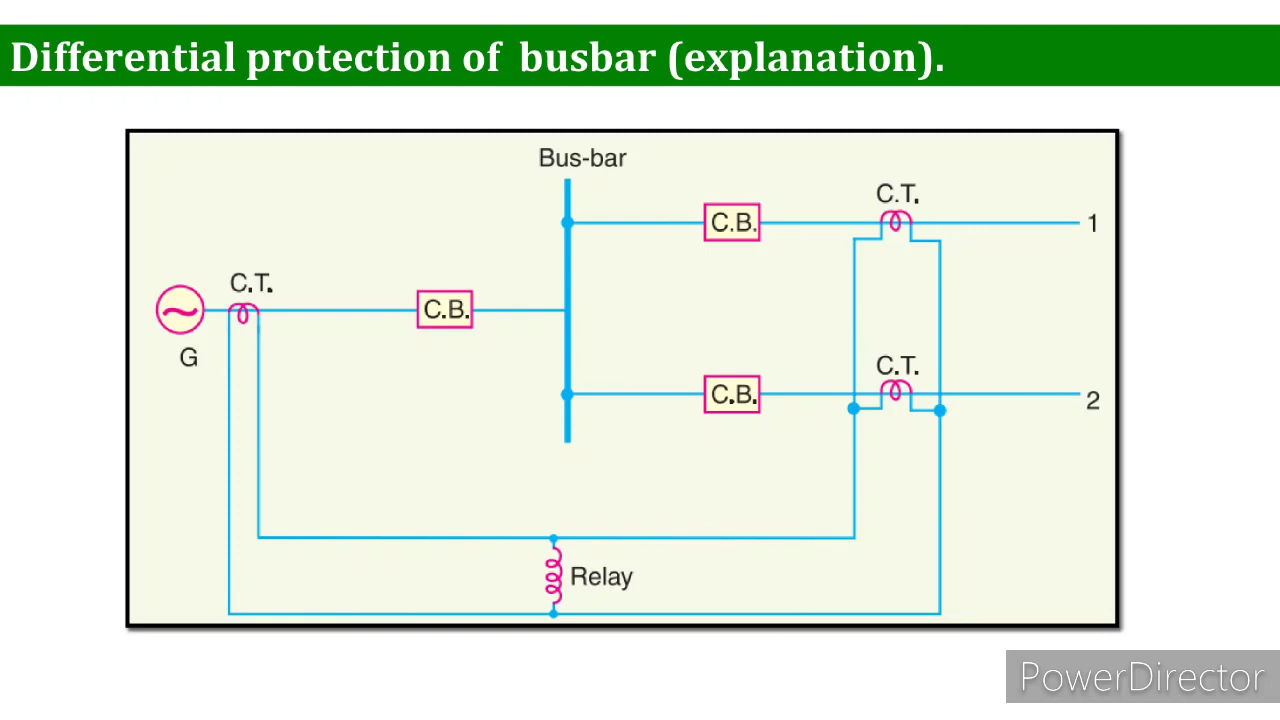 Differential protection of busbar (explanation).
Bus-bar
C.T.
C.B.
1
C.T.
C.B.
G
C.T.
C.B.
2
Relay
PowerDirector